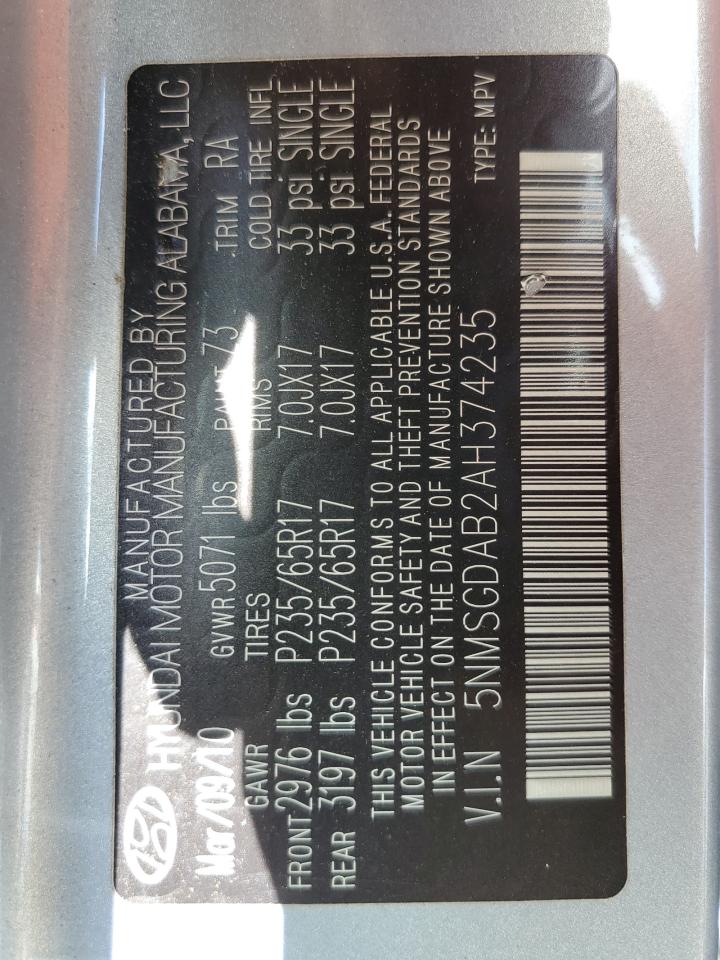 MANUFACTURED BY
HYUNDAI MOTOR MANUFACTURING ALABAMA, LLC
Mar/09/10 GVWR 5071 lbs PAINT Z3 TRIM RA
GAWR TIRES RIMS COLD TIRE INFL
FRONT 2976 lbs P235/65R17 7.0JX17 33 psi SINGLE
REAR 3197 lbs P235/65R17 7.0JX17 33 psi SINGLE
THIS VEHICLE CONFORMS TO ALL APPLICABLE U.S.A. FEDERAL
MOTOR VEHICLE SAFETY AND THEFT PREVENTION STANDARDS
IN EFFECT ON THE DATE OF MANUFACTURE SHOWN ABOVE
V.I.N 5NMSGDAB2AH374235 TYPE: MPV